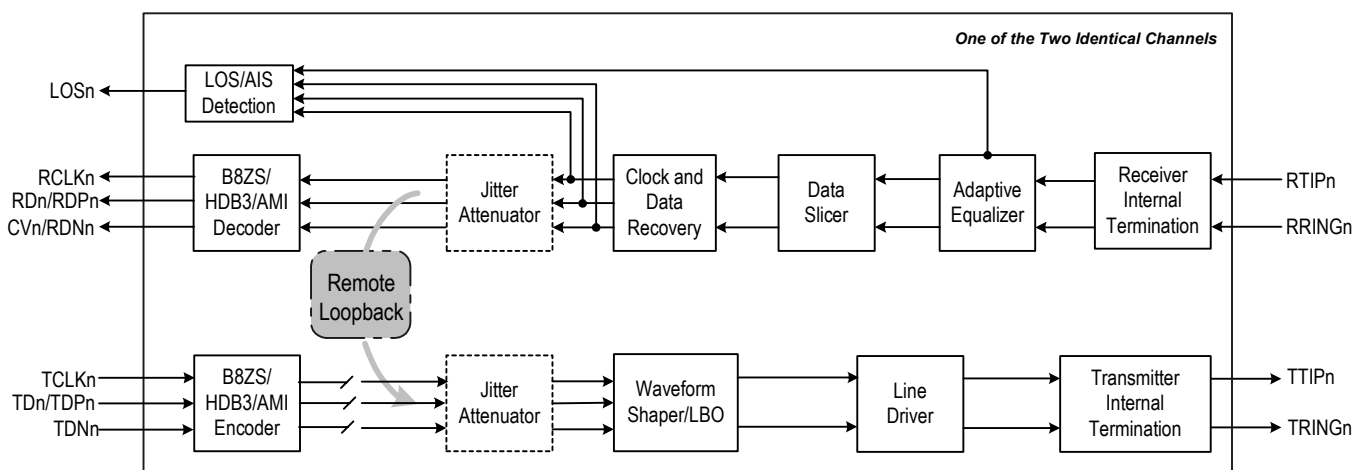 One of the Two Identical Channels
LOSn
LOS/AIS
Detection
RCLKn
RDn/RDPn
CVn/RDNn
B8ZS/
HDB3/AMI
Decoder
Jitter
Attenuator
Clock and
Data
Recovery
Data
Slicer
Adaptive
Equalizer
Receiver
Internal
Termination
RTIPn
RRINGn
Remote
Loopback
TCLKn
TDn/TDPn
TDNn
B8ZS/
HDB3/AMI
Encoder
Jitter
Attenuator
Waveform
Shaper/LBO
Line
Driver
Transmitter
Internal
Termination
TTIPn
TRINGn